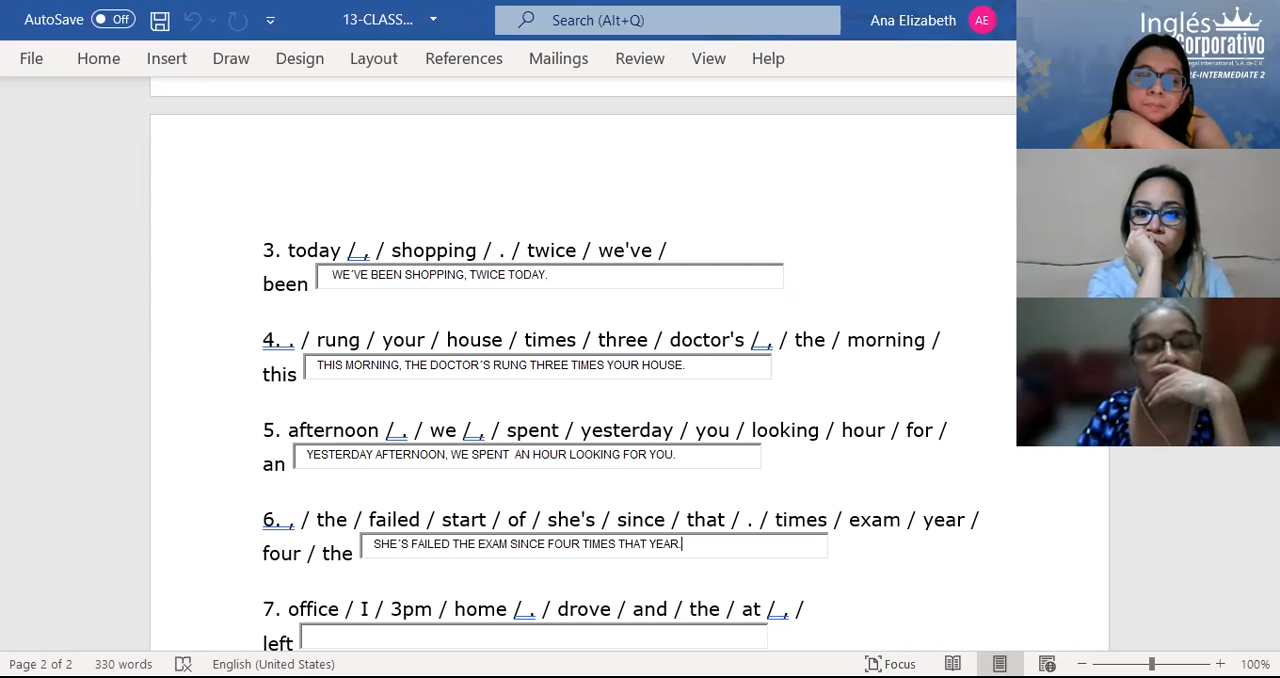 AutoSave Off 13-CLASS... Search (Alt+Q) Ana Elizabeth AE
File Home Insert Draw Design Layout References Mailings Review View Help
Inglés
Corporativo
RE-INTERMEDIATE 2
3. today / , / shopping / . / twice / we've /
been WE´VE BEEN SHOPPING, TWICE TODAY.
4. . / rung / your / house / times / three / doctor's / , / the / morning /
this THIS MORNING, THE DOCTOR´S RUNG THREE TIMES YOUR HOUSE.
5. afternoon / . / we / , / spent / yesterday / you / looking / hour / for /
an YESTERDAY AFTERNOON, WE SPENT AN HOUR LOOKING FOR YOU.
6. , / the / failed / start / of / she's / since / that / . / times / exam / year /
four / the SHE´S FAILED THE EXAM SINCE FOUR TIMES THAT YEAR.
7. office / I / 3pm / home / . / drove / and / the / at / , /
left
Page 2 of 2 330 words English (United States) Focus 100%